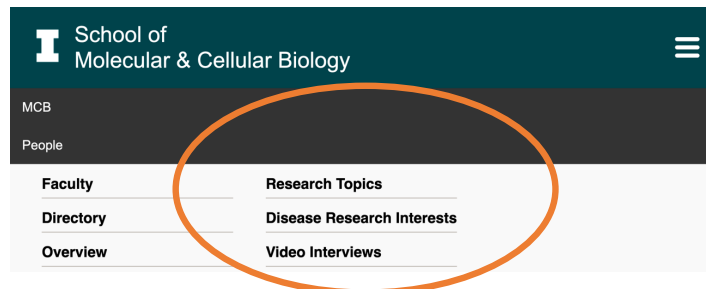 I
School of
Molecular & Cellular Biology
MCB
People
Faculty
Research Topics
Directory
Disease Research Interests
Overview
Video Interviews